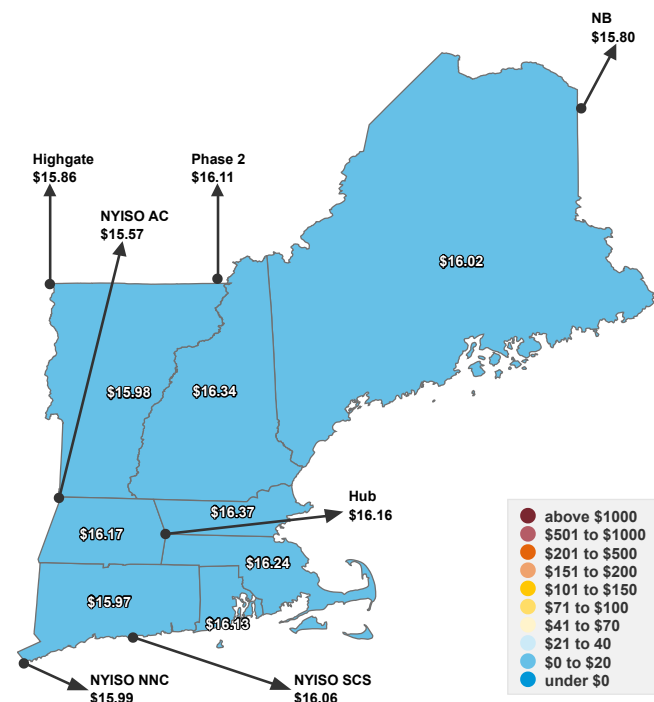 NB
$15.80
Highgate
$15.86
Phase 2
$16.11
NYISO AC
$15.57
$16.02
$15.98
$16.34
Hub
$16.16
$16.37
$16.17
$16.24
$15.97
$16.13
NYISO NNC
$15.99
NYISO SCS
$16.06
above $1000
$501 to $1000
$201 to $500
$151 to $200
$101 to $150
$71 to $100
$41 to $70
$21 to 40
$0 to $20
under $0